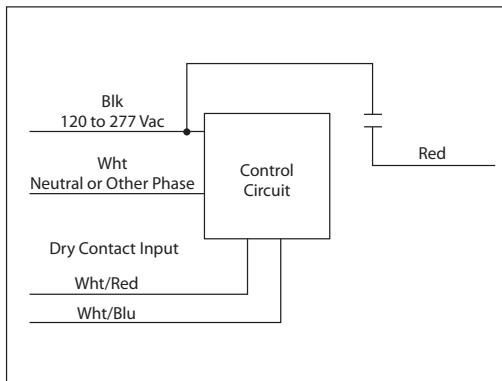 Blk
120 to 277 Vac
Wht
Neutral or Other Phase
Control
Circuit
Red
Dry Contact Input
Wht/Red
Wht/Blu